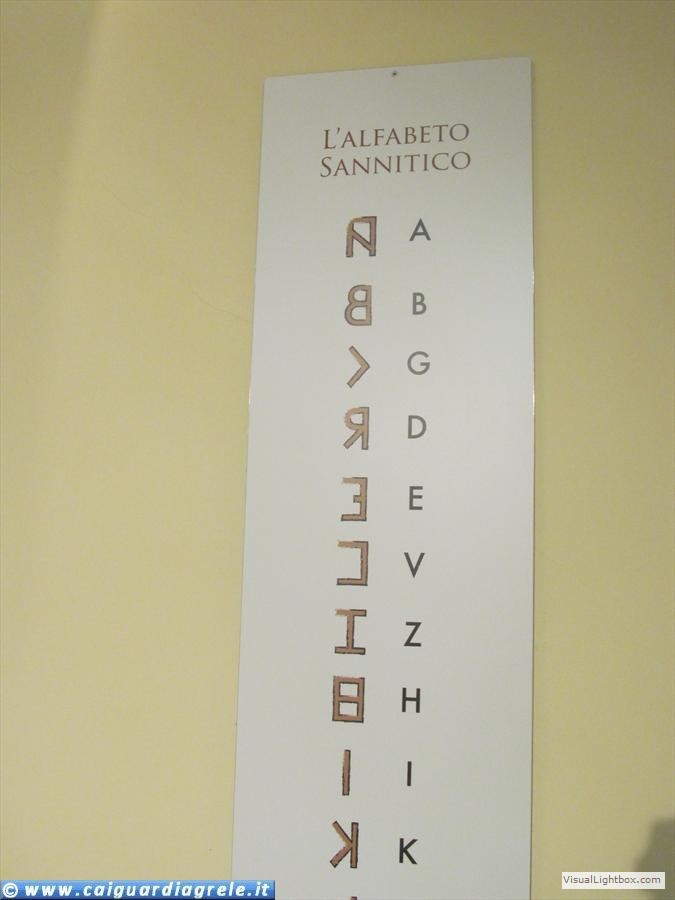 L'ALFABETO
SANNITICO
𐌀 A
𐌁 B
𐌂 G
𐌃 D
𐌄 E
𐌅 V
𐌆 Z
𐌇 H
𐌉 I
𐌊 K
© www.caiguardiagrele.it
VisualLightbox.com